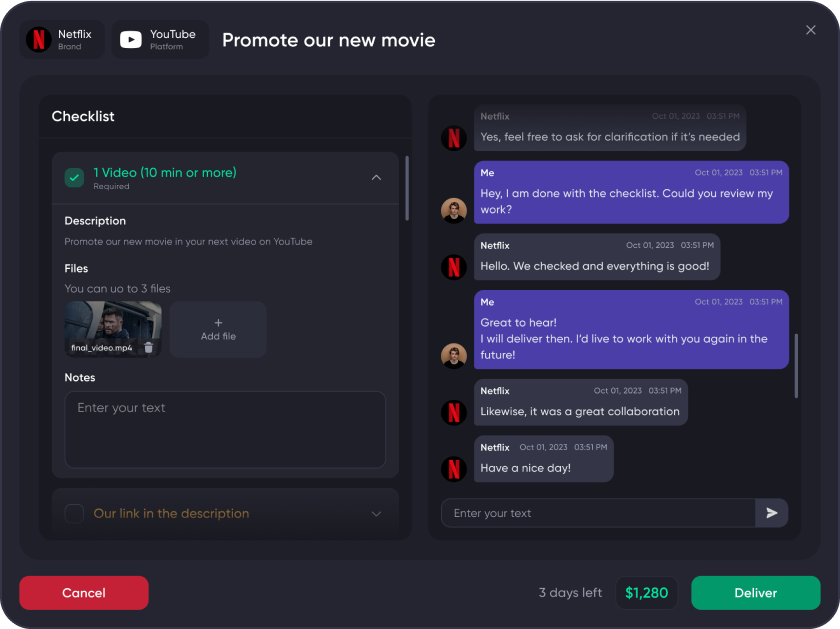 Netflix
Brand
YouTube
Platform
Promote our new movie
Checklist
1 Video (10 min or more)
Required
Description
Promote our new movie in your next video on YouTube
Files
You can uo to 3 files
final_video.mp4
+
Add file
Notes
Enter your text
Our link in the description
Netflix Oct 01, 2023 03:51 PM
Yes, feel free to ask for clarification if it's needed
Me Oct 01, 2023 03:51 PM
Hey, I am done with the checklist. Could you review my
work?
Netflix Oct 01, 2023 03:51 PM
Hello. We checked and everything is good!
Me Oct 01, 2023 03:51 PM
Great to hear!
I will deliver then. I'd live to work with you again in the
future!
Netflix Oct 01, 2023 03:51 PM
Likewise, it was a great collaboration
Netflix Oct 01, 2023 03:51 PM
Have a nice day!
Enter your text
Cancel
3 days left
$1,280
Deliver